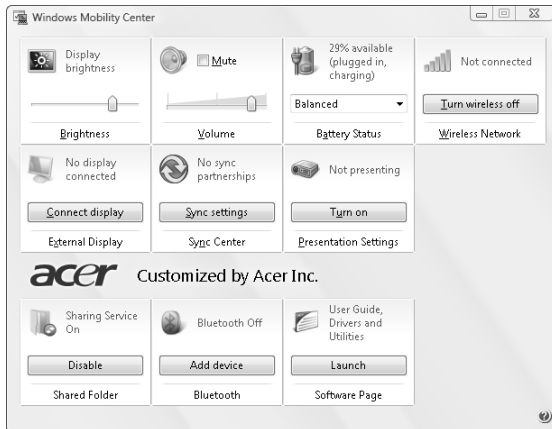 Windows Mobility Center
Display
brightness
Brightness
Mute
Volume
29% available
(plugged in,
charging)
Balanced
Battery Status
Not connected
Turn wireless off
Wireless Network
No display
connected
Connect display
External Display
No sync
partnerships
Sync settings
Sync Center
Not presenting
Turn on
Presentation Settings
acer Customized by Acer Inc.
Sharing Service
On
Disable
Shared Folder
Bluetooth Off
Add device
Bluetooth
User Guide,
Drivers and
Utilities
Launch
Software Page